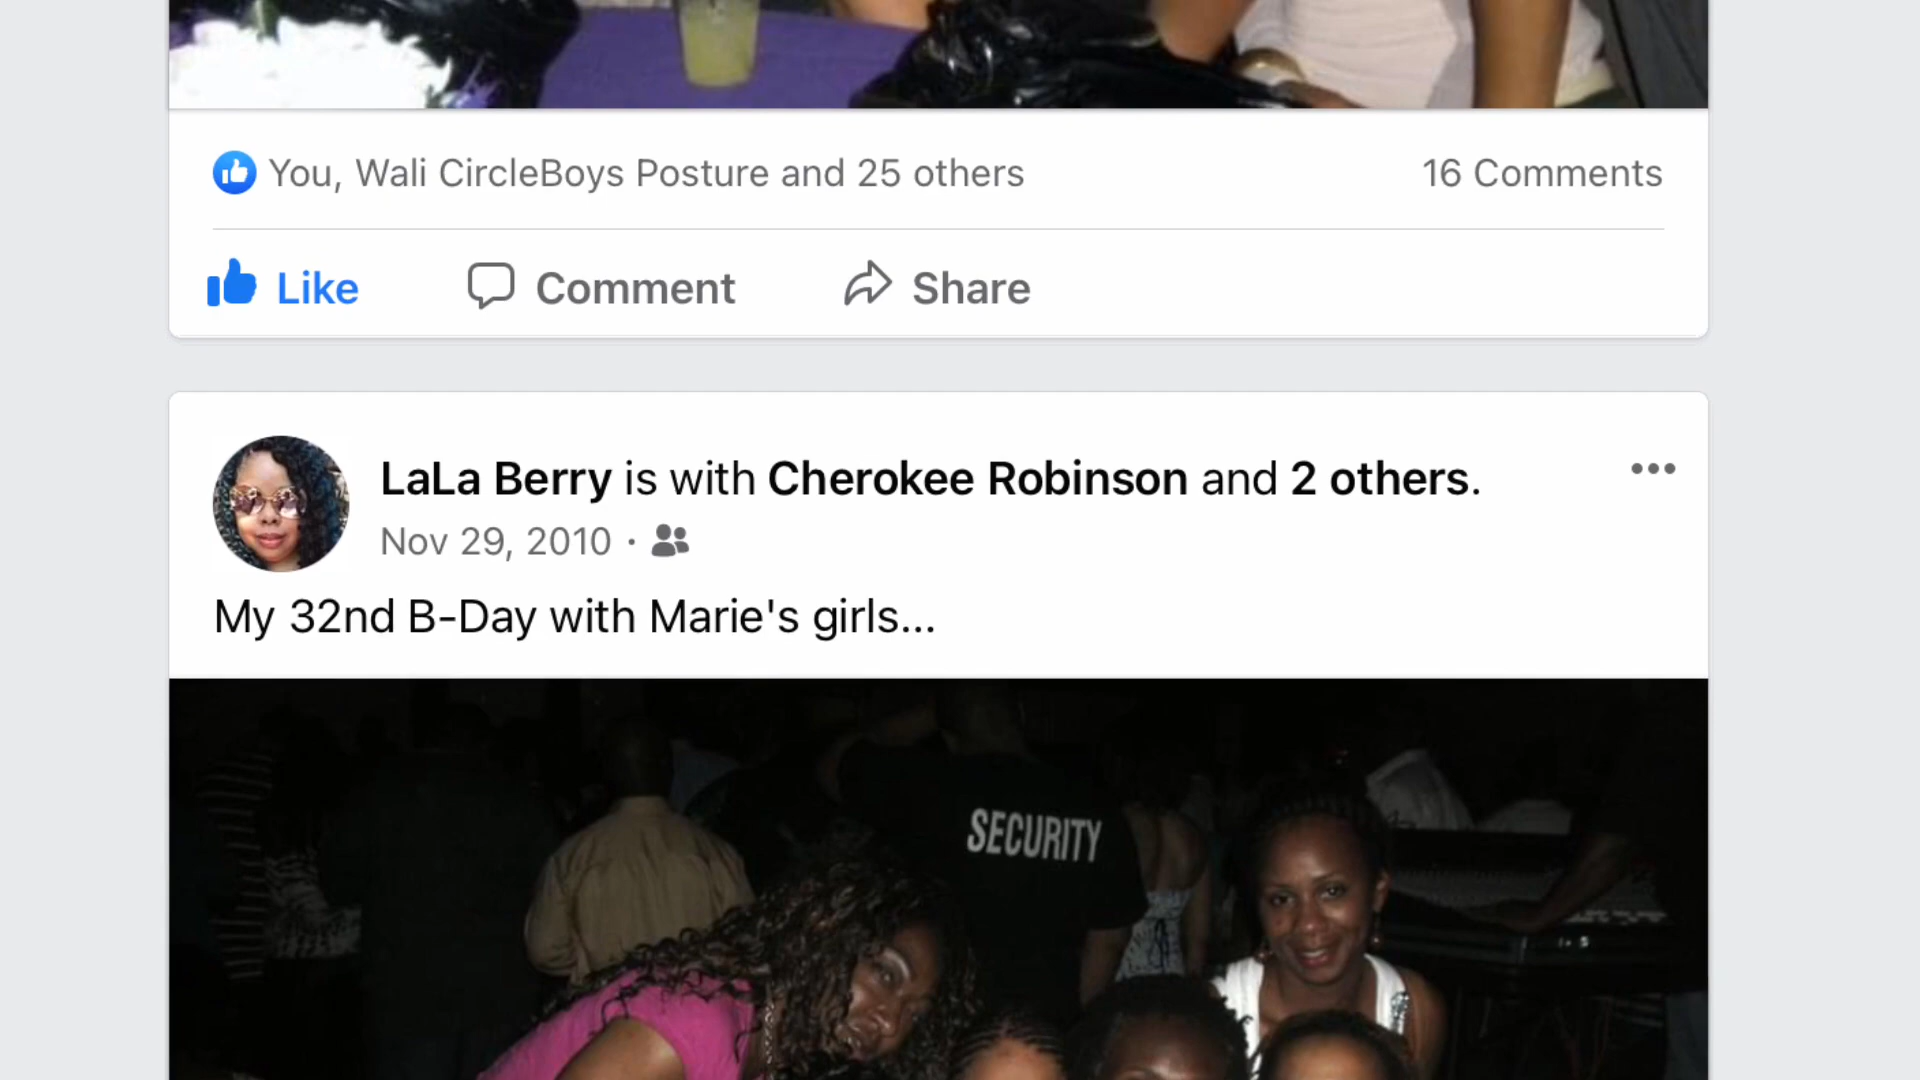 You, Wali CircleBoys Posture and 25 others
16 Comments
Like
Comment
Share
LaLa Berry is with Cherokee Robinson and 2 others.
Nov 29, 2010 ·
My 32nd B-Day with Marie's girls...
SECURITY